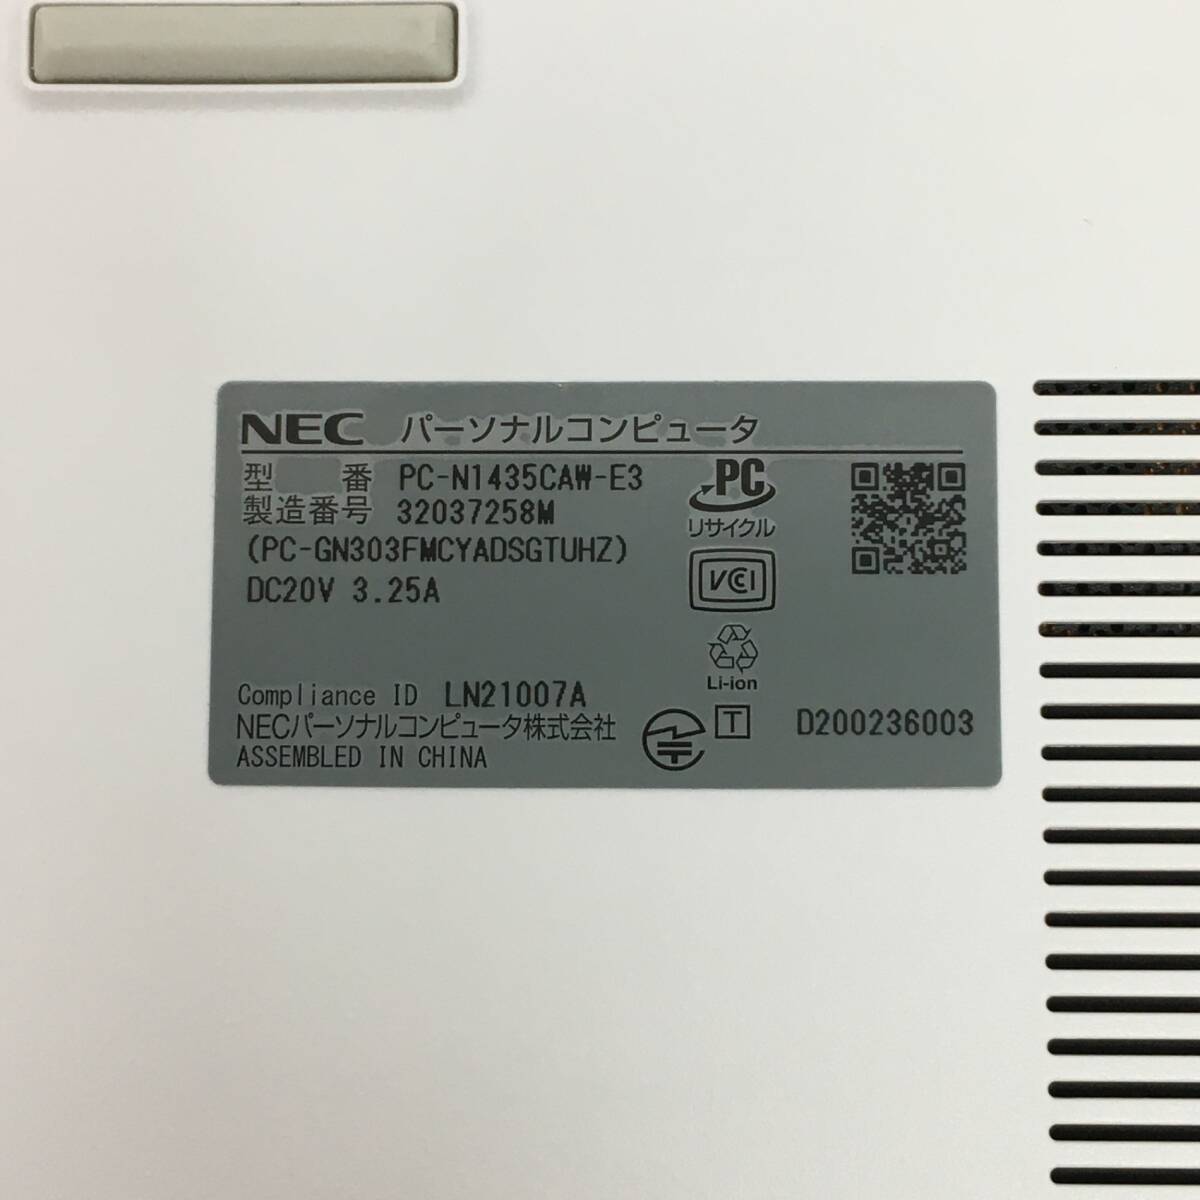 NEC パーソナルコンピュータ
型 番 PC-N1435CAW-E3
製造番号 32037258M
(PC-GN303FMCYADSGTUHZ)
DC20V 3.25A
PC
リサイクル
VCCI
Li-ion
Compliance ID LN21007A
NECパーソナルコンピュータ株式会社
ASSEMBLED IN CHINA
T
D200236003